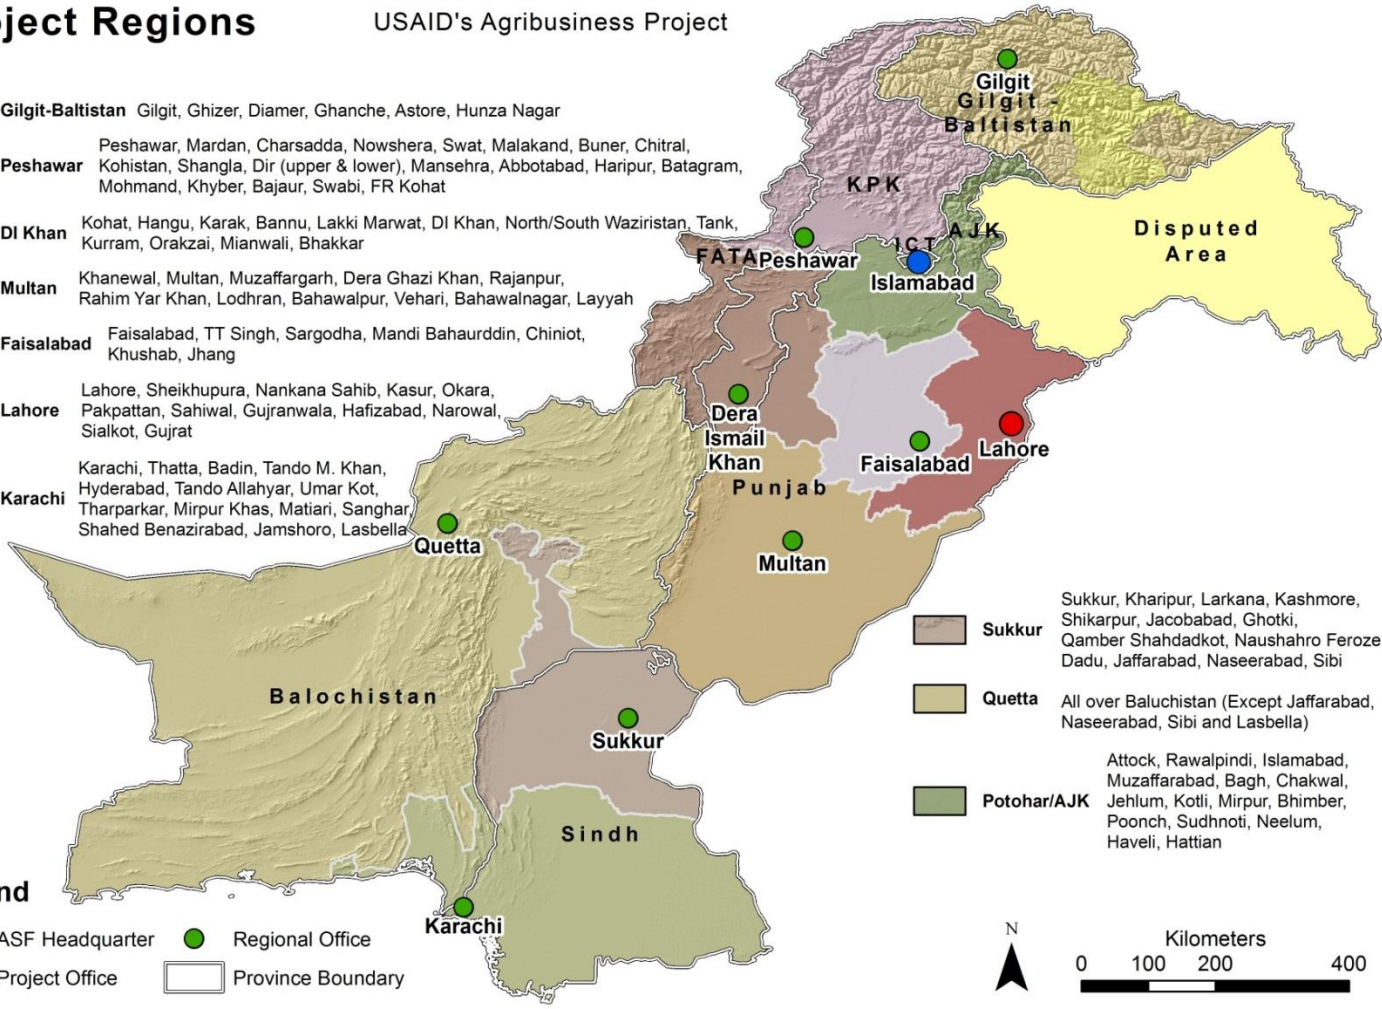 ject Regions
USAID's Agribusiness Project
Gilgit-Baltistan Gilgit, Ghizer, Diamer, Ghanche, Astore, Hunza Nagar
Peshawar
Peshawar, Mardan, Charsadda, Nowshera, Swat, Malakand, Buner, Chitral,
Kohistan, Shangla, Dir (upper & lower), Mansehra, Abbotabad, Haripur, Batagram,
Mohmand, Khyber, Bajaur, Swabi, FR Kohat
DI Khan
Kohat, Hangu, Karak, Bannu, Lakki Marwat, DI Khan, North/South Waziristan, Tank,
Kurram, Orakzai, Mianwali, Bhakkar
Multan
Khanewal, Multan, Muzaffargarh, Dera Ghazi Khan, Rajanpur,
Rahim Yar Khan, Lodhran, Bahawalpur, Vehari, Bahawalnagar, Layyah
Faisalabad
Faisalabad, TT Singh, Sargodha, Mandi Bahaurddin, Chiniot,
Khushab, Jhang
Lahore
Lahore, Sheikhupura, Nankana Sahib, Kasur, Okara,
Pakpattan, Sahiwal, Gujranwala, Hafizabad, Narowal,
Sialkot, Gujrat
Karachi
Karachi, Thatta, Badin, Tando M. Khan,
Hyderabad, Tando Allahyar, Umar Kot,
Tharparkar, Mirpur Khas, Matiari, Sanghar,
Shahed Benazirabad, Jamshoro, Lasbella
Gilgit
Gilgit -
Baltistan
KPK
AJK
Disputed
Area
ICT
FATA
Peshawar
Islamabad
Dera
Ismail
Khan
Lahore
Faisalabad
Punjab
Quetta
Multan
Balochistan
Sukkur
Sindh
Karachi
Sukkur
Sukkur, Kharipur, Larkana, Kashmore,
Shikarpur, Jacobabad, Ghotki,
Qamber Shahdadkot, Naushahro Feroze
Dadu, Jaffarabad, Naseerabad, Sibi
Quetta
All over Baluchistan (Except Jaffarabad,
Naseerabad, Sibi and Lasbella)
Potohar/AJK
Attock, Rawalpindi, Islamabad,
Muzaffarabad, Bagh, Chakwal,
Jehlum, Kotli, Mirpur, Bhimber,
Poonch, Sudhnoti, Neelum,
Haveli, Hattian
nd
ASF Headquarter
Regional Office
Project Office
Province Boundary
N
Kilometers
0 100 200 400